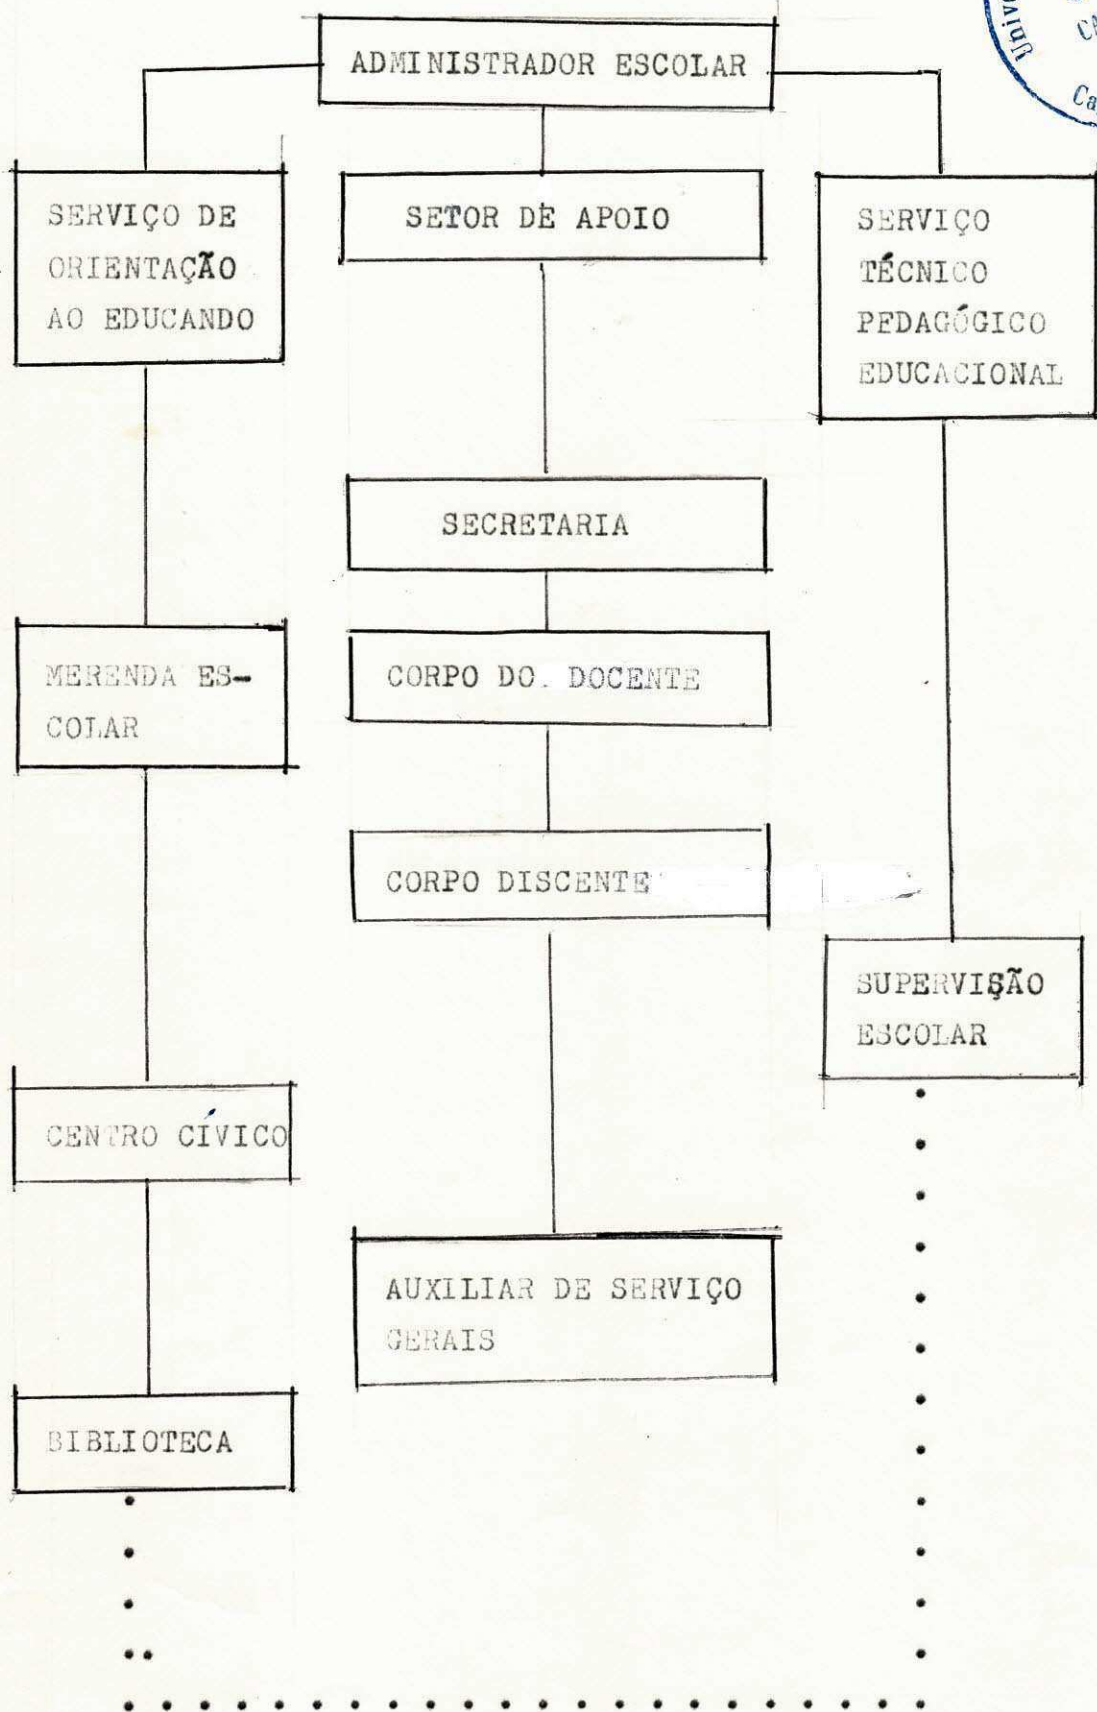 ADMINISTRADOR ESCOLAR
SERVIÇO DE
ORIENTAÇÃO
AO EDUCANDO
SETOR DE APOIO
SERVIÇO
TÉCNICO
PEDAGÓGICO
EDUCACIONAL
SECRETARIA
MERENDA ES-
COLAR
CORPO DO. DOCENTE
CORPO DISCENTE
SUPERVISÃO
ESCOLAR
CENTRO CÍVICO
AUXILIAR DE SERVIÇO
GERAIS
BIBLIOTECA